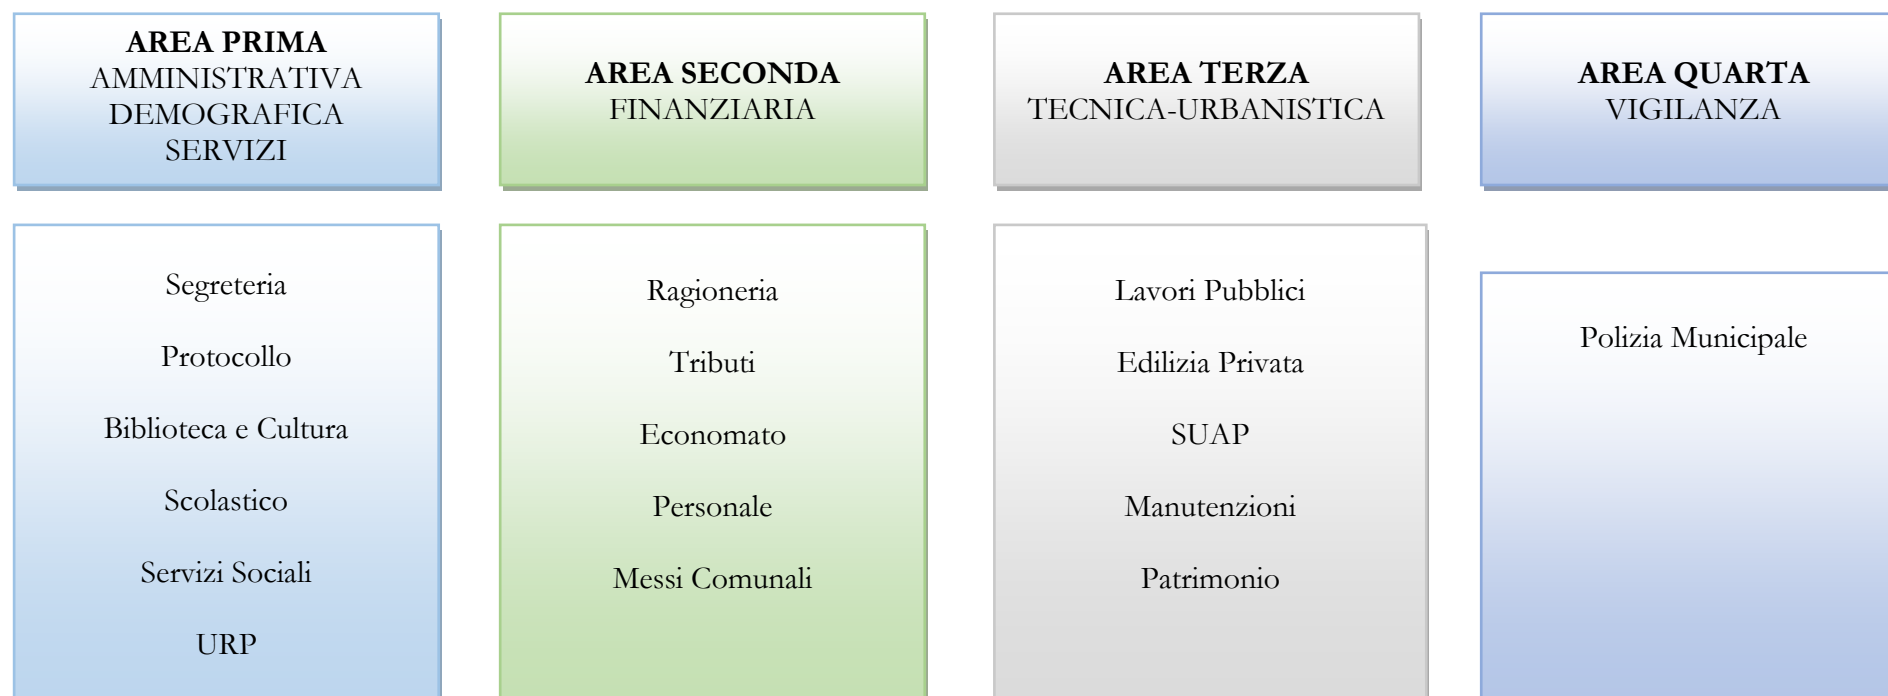 AREA PRIMA
AMMINISTRATIVA
DEMOGRAFICA
SERVIZI
AREA SECONDA
FINANZIARIA
AREA TERZA
TECNICA-URBANISTICA
AREA QUARTA
VIGILANZA
Segreteria
Protocollo
Biblioteca e Cultura
Scolastico
Servizi Sociali
URP
Ragioneria
Tributi
Economato
Personale
Messi Comunali
Lavori Pubblici
Edilizia Privata
SUAP
Manutenzioni
Patrimonio
Polizia Municipale